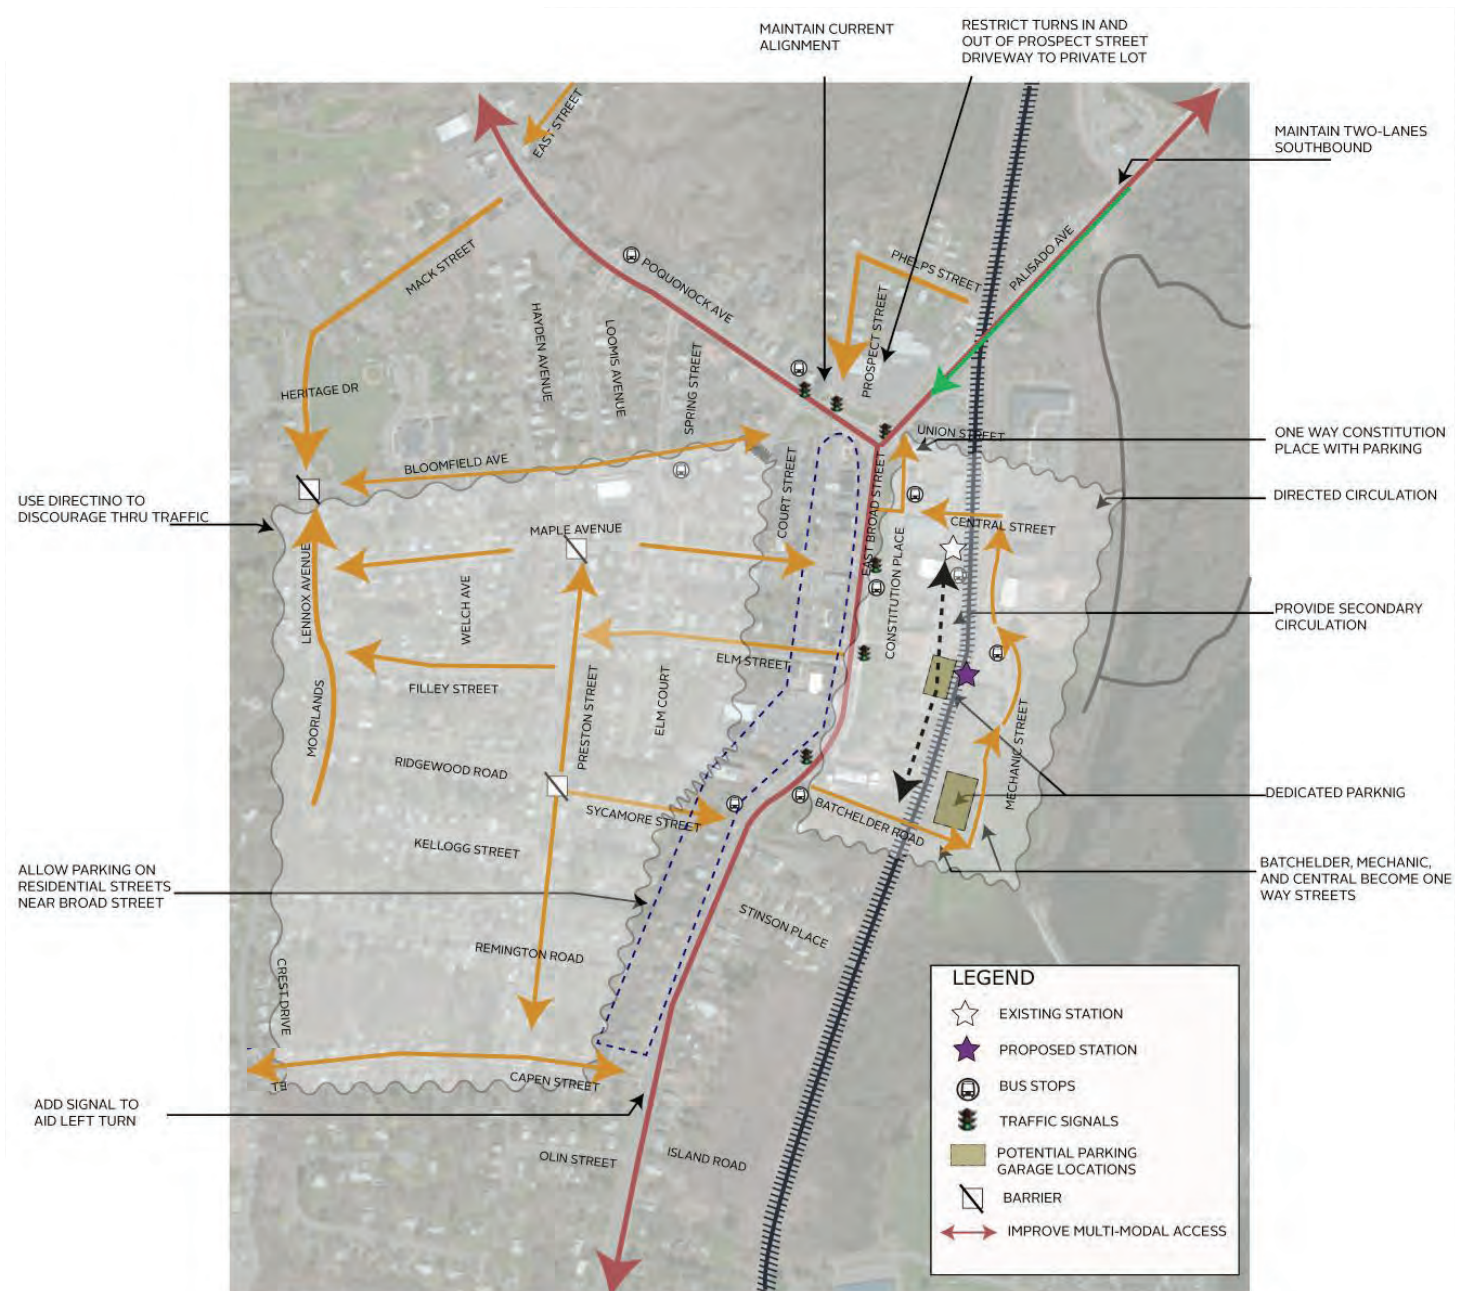 MAINTAIN CURRENT
ALIGNMENT
RESTRICT TURNS IN AND
OUT OF PROSPECT STREET
DRIVEWAY TO PRIVATE LOT
MAINTAIN TWO-LANES
SOUTHBOUND
EAST STREET
MACK STREET
POQUONOCK AVE
PHELPS STREET
PALISADO AVE
HAYDEN AVENUE
LOOMIS AVENUE
SPRING STREET
PROSPECT STREET
HERITAGE DR
UNION STREET
ONE WAY CONSTITUTION
PLACE WITH PARKING
BLOOMFIELD AVE
COURT STREET
EAST BROAD STREET
DIRECTED CIRCULATION
USE DIRECTINO TO
DISCOURAGE THRU TRAFFIC
MAPLE AVENUE
CENTRAL STREET
LENNOX AVENUE
WELCH AVE
CONSTITUTION PLACE
PROVIDE SECONDARY
CIRCULATION
ELM STREET
FILLEY STREET
PRESTON STREET
ELM COURT
MOORLANDS
MECHANIC STREET
RIDGEWOOD ROAD
DEDICATED PARKNIG
SYCAMORE STREET
BATCHELDER ROAD
KELLOGG STREET
ALLOW PARKING ON
RESIDENTIAL STREETS
NEAR BROAD STREET
BATCHELDER, MECHANIC,
AND CENTRAL BECOME ONE
WAY STREETS
STINSON PLACE
REMINGTON ROAD
CREST DRIVE
CAPEN STREET
ADD SIGNAL TO
AID LEFT TURN
OLIN STREET
ISLAND ROAD
LEGEND
EXISTING STATION
PROPOSED STATION
BUS STOPS
TRAFFIC SIGNALS
POTENTIAL PARKING
GARAGE LOCATIONS
BARRIER
IMPROVE MULTI-MODAL ACCESS